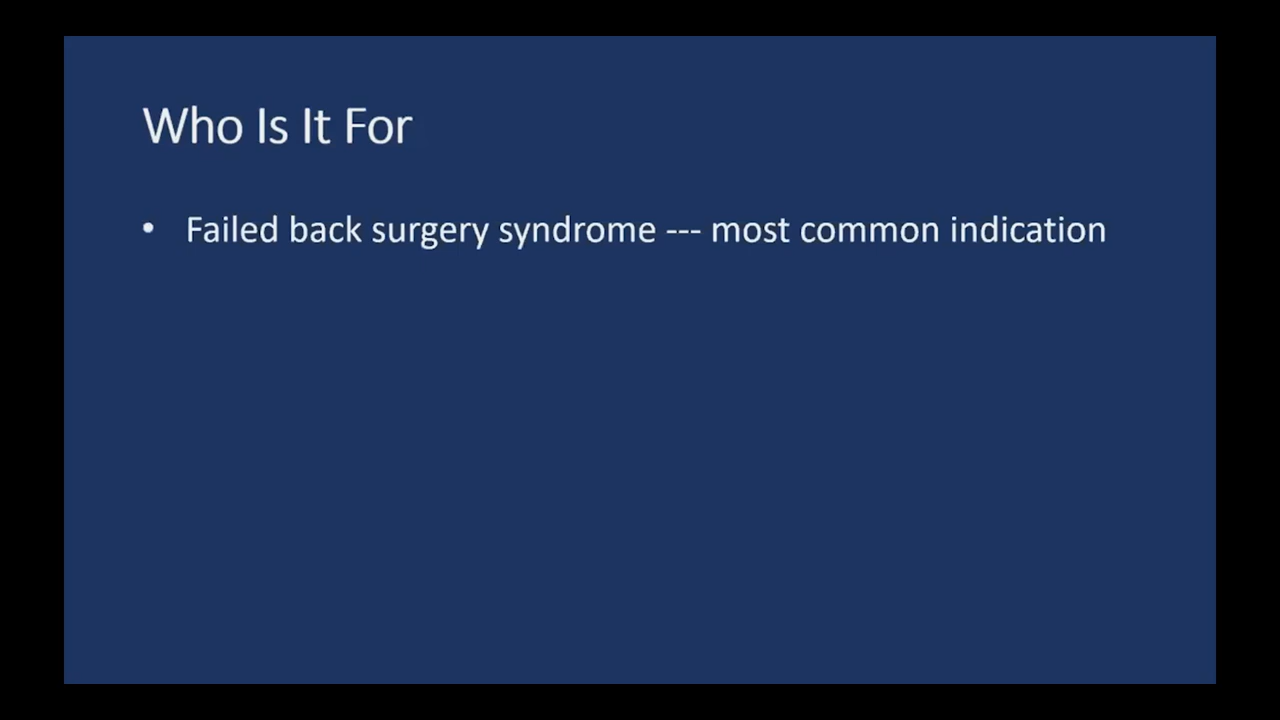 Who Is It For
• Failed back surgery syndrome --- most common indication